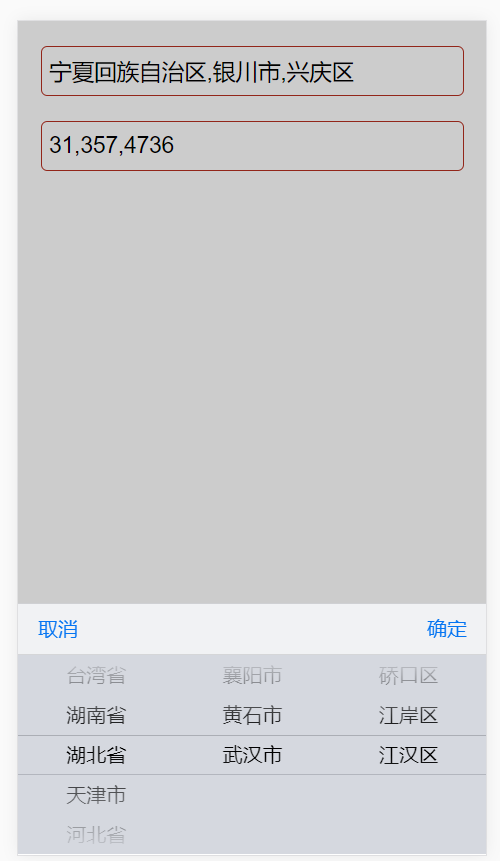 宁夏回族自治区,银川市,兴庆区
31,357,4736
取消 确定
台湾省 襄阳市 硚口区
湖南省 黄石市 江岸区
湖北省 武汉市 江汉区
天津市
河北省